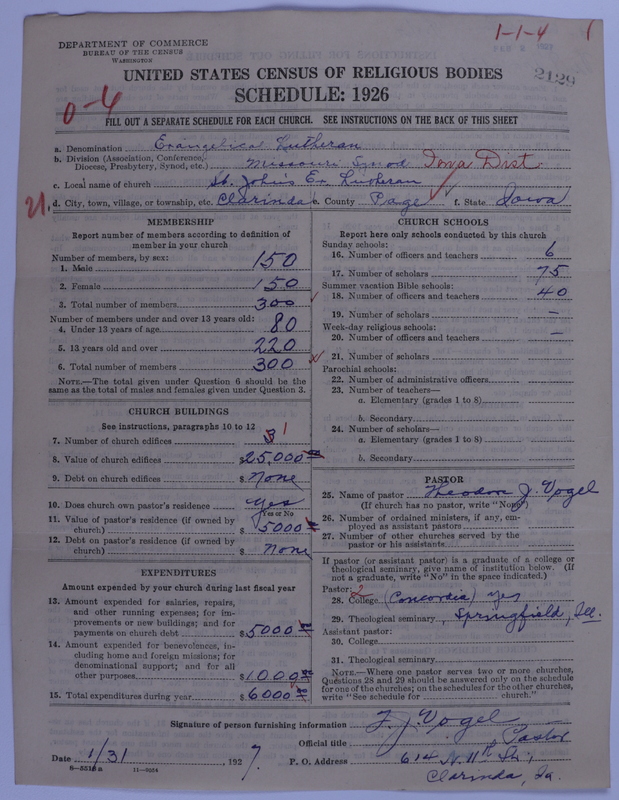 1-1-4
1
DEPARTMENT OF COMMERCE
BUREAU OF THE CENSUS
WASHINGTON
2129
UNITED STATES CENSUS OF RELIGIOUS BODIES
SCHEDULE: 1926
0-4
FILL OUT A SEPARATE SCHEDULE FOR EACH CHURCH. SEE INSTRUCTIONS ON THE BACK OF THIS SHEET
a. Denomination Evangelical Lutheran
b. Division (Association, Conference, Diocese, Presbytery, Synod, etc.) Missouri Synod Iowa Dist.
c. Local name of church St. John's Ev. Lutheran
21
d. City, town, village, or township, etc. Clarinda e. County Page f. State Iowa
MEMBERSHIP
Report number of members according to definition of
member in your church
Number of members, by sex:
1. Male 150
2. Female 150
3. Total number of members 300
Number of members under and over 13 years old:
4. Under 13 years of age 80
5. 13 years old and over 220
6. Total number of members 300
NOTE.—The total given under Question 6 should be the
same as the total of males and females given under Question 3.
CHURCH BUILDINGS
See instructions, paragraphs 10 to 12
7. Number of church edifices 1
8. Value of church edifices $25,000 00
9. Debt on church edifices $ None
10. Does church own pastor's residence yes
Yes or No
11. Value of pastor's residence (if owned by
church) $ 5000 00
12. Debt on pastor's residence (if owned by
church) $ None
EXPENDITURES
Amount expended by your church during last fiscal year
13. Amount expended for salaries, repairs,
and other running expenses; for im-
provements or new buildings; and for
payments on church debt $5000 00
14. Amount expended for benevolences, in-
cluding home and foreign missions; for
denominational support; and for all
other purposes $1000 00
15. Total expenditures during year $6000 00
CHURCH SCHOOLS
Report here only schools conducted by this church
Sunday schools:
16. Number of officers and teachers 6
17. Number of scholars 75
Summer vacation Bible schools:
18. Number of officers and teachers 40
19. Number of scholars –
Week-day religious schools:
20. Number of officers and teachers –
21. Number of scholars
Parochial schools:
22. Number of administrative officers
23. Number of teachers—
a. Elementary (grades 1 to 8)
b. Secondary
24. Number of scholars—
a. Elementary (grades 1 to 8)
b. Secondary
PASTOR
25. Name of pastor Theodor J. Vogel
(If church has no pastor, write "None")
26. Number of ordained ministers, if any, em-
ployed as assistant pastors
27. Number of other churches served by the
pastor or his assistants
If pastor (or assistant pastor) is a graduate of a college or
theological seminary, give name of institution below. (If
not a graduate, write "No" in the space indicated.)
Pastor: 2
28. College (Concordia) yes
29. Theological seminary Springfield, Ill.
Assistant pastor:
30. College
31. Theological seminary
NOTE.—Where one pastor serves two or more churches,
Questions 28 and 29 should be answered only on the schedule
for one of the churches; on the schedules for the other churches,
write "See schedule for church."
Signature of person furnishing information T. J. Vogel
Official title Pastor
Date 1/31, 1927. P. O. Address 614 N. 11th St.,
Clarinda, Ia.
8—5518a 11—9034